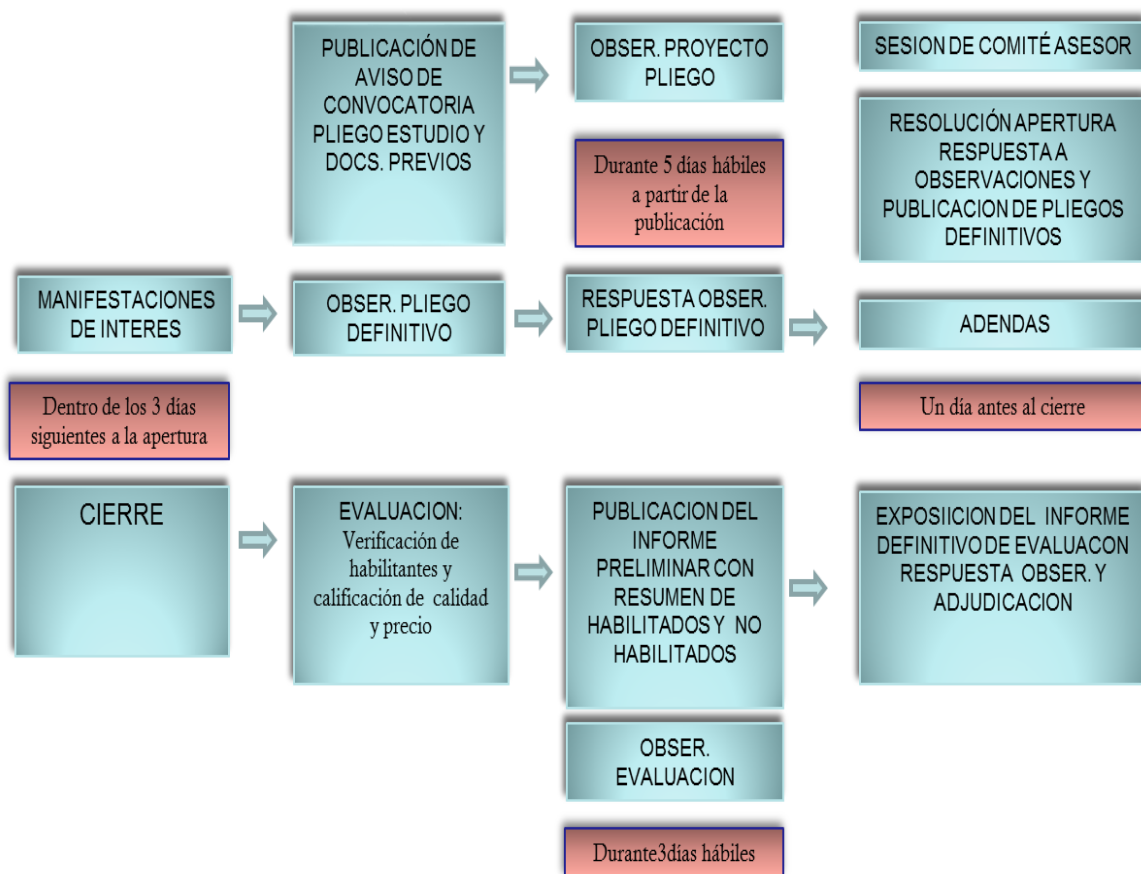 PUBLICACIÓN DE
AVISO DE
CONVOCATORIA
PLIEGO ESTUDIO Y
DOCS. PREVIOS
OBSER. PROYECTO
PLIEGO
Durante 5 días hábiles
a partir de la
publicación
SESION DE COMITÉ ASESOR
RESOLUCIÓN APERTURA
RESPUESTA A
OBSERVACIONES Y
PUBLICACION DE PLIEGOS
DEFINITIVOS
MANIFESTACIONES
DE INTERES
Dentro de los 3 días
siguientes a la apertura
OBSER. PLIEGO
DEFINITIVO
RESPUESTA OBSER.
PLIEGO DEFINITIVO
ADENDAS
Un día antes al cierre
CIERRE
EVALUACION:
Verificación de
habilitantes y
calificación de calidad
y precio
PUBLICACION DEL
INFORME
PRELIMINAR CON
RESUMEN DE
HABILITADOS Y NO
HABILITADOS
OBSER.
EVALUACION
Durante3días hábiles
EXPOSIICION DEL INFORME
DEFINITIVO DE EVALUACON
RESPUESTA OBSER. Y
ADJUDICACION